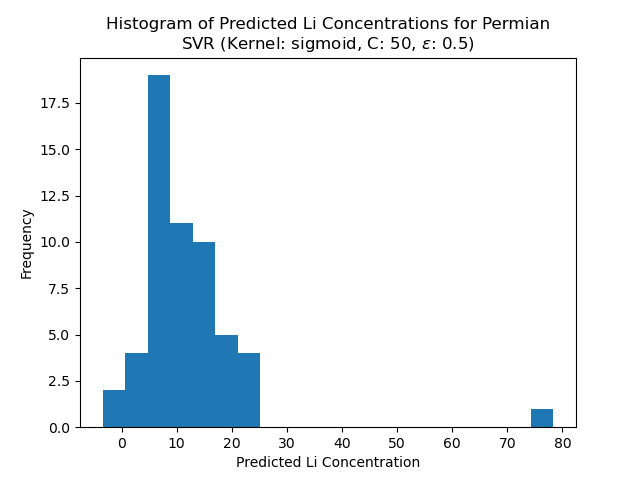 Histogram of Predicted Li Concentrations for Permian
SVR (Kernel: sigmoid, C: 50, ε: 0.5)
17.5
15.0
12.5
10.0
7.5
5.0
2.5
0.0
Frequency
0 10 20 30 40 50 60 70 80
Predicted Li Concentration